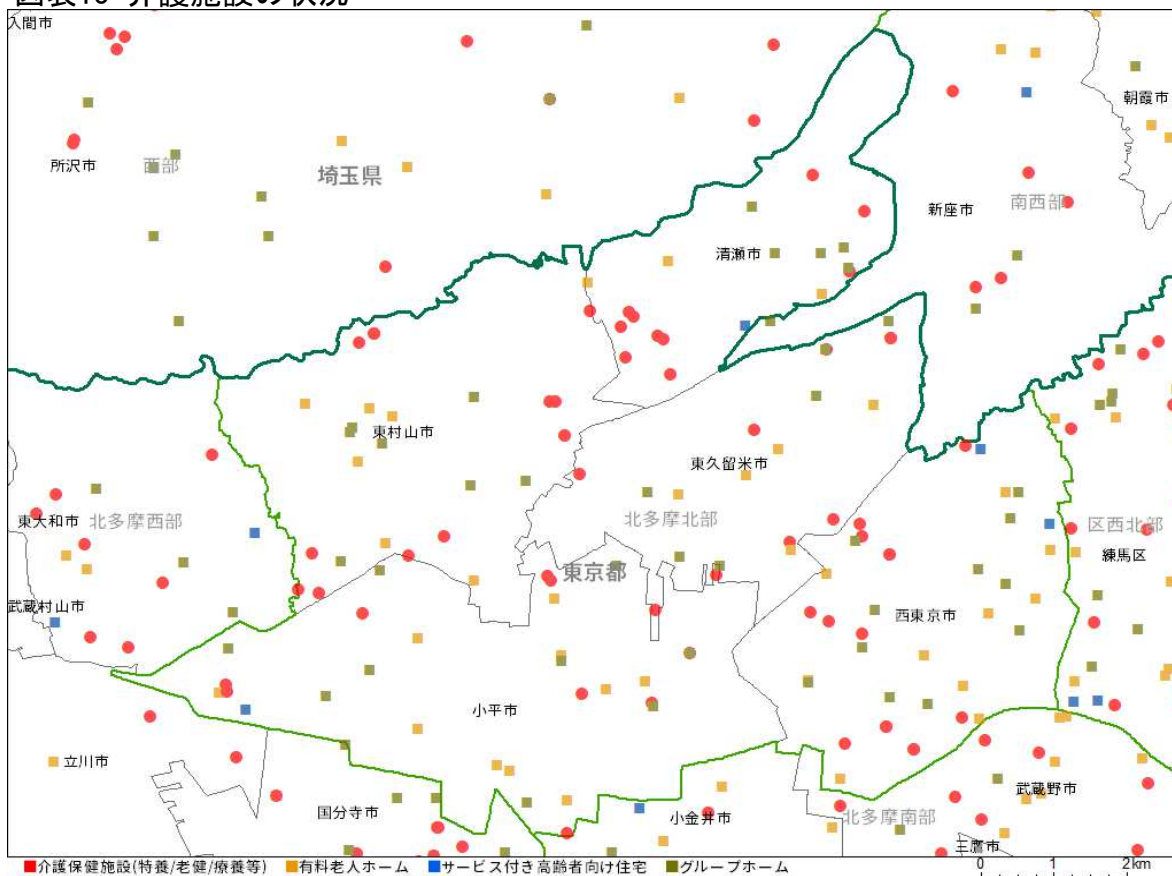 図表15 介護施設の状況
入間市
朝霞市
所沢市
西部
埼玉県
新座市
南西部
清瀬市
東村山市
東久留米市
東大和市
北多摩西部
北多摩北部
区西北部
練馬区
東京都
武蔵村山市
西東京市
小平市
立川市
武蔵野市
国分寺市
小金井市
北多摩南部
三鷹市
介護保健施設(特養/老健/療養等) 有料老人ホーム サービス付き高齢者向け住宅 グループホーム
0 2 km